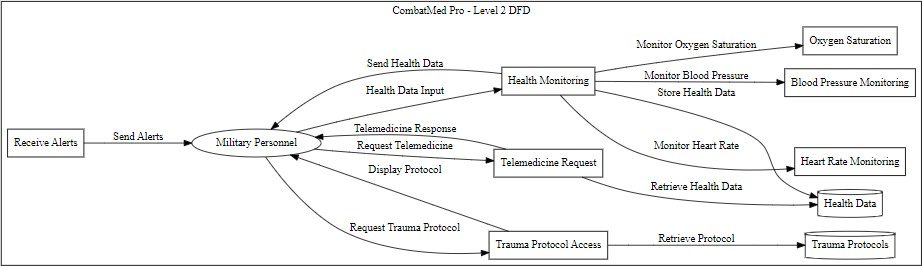 CombatMed Pro - Level 2 DFD
Oxygen Saturation
Monitor Oxygen Saturation
Send Health Data
Health Monitoring
Monitor Blood Pressure
Blood Pressure Monitoring
Health Data Input
Store Health Data
Receive Alerts
Send Alerts
Military Personnel
Telemedicine Response
Request Telemedicine
Monitor Heart Rate
Telemedicine Request
Heart Rate Monitoring
Display Protocol
Retrieve Health Data
Health Data
Request Trauma Protocol
Trauma Protocol Access
Retrieve Protocol
Trauma Protocols